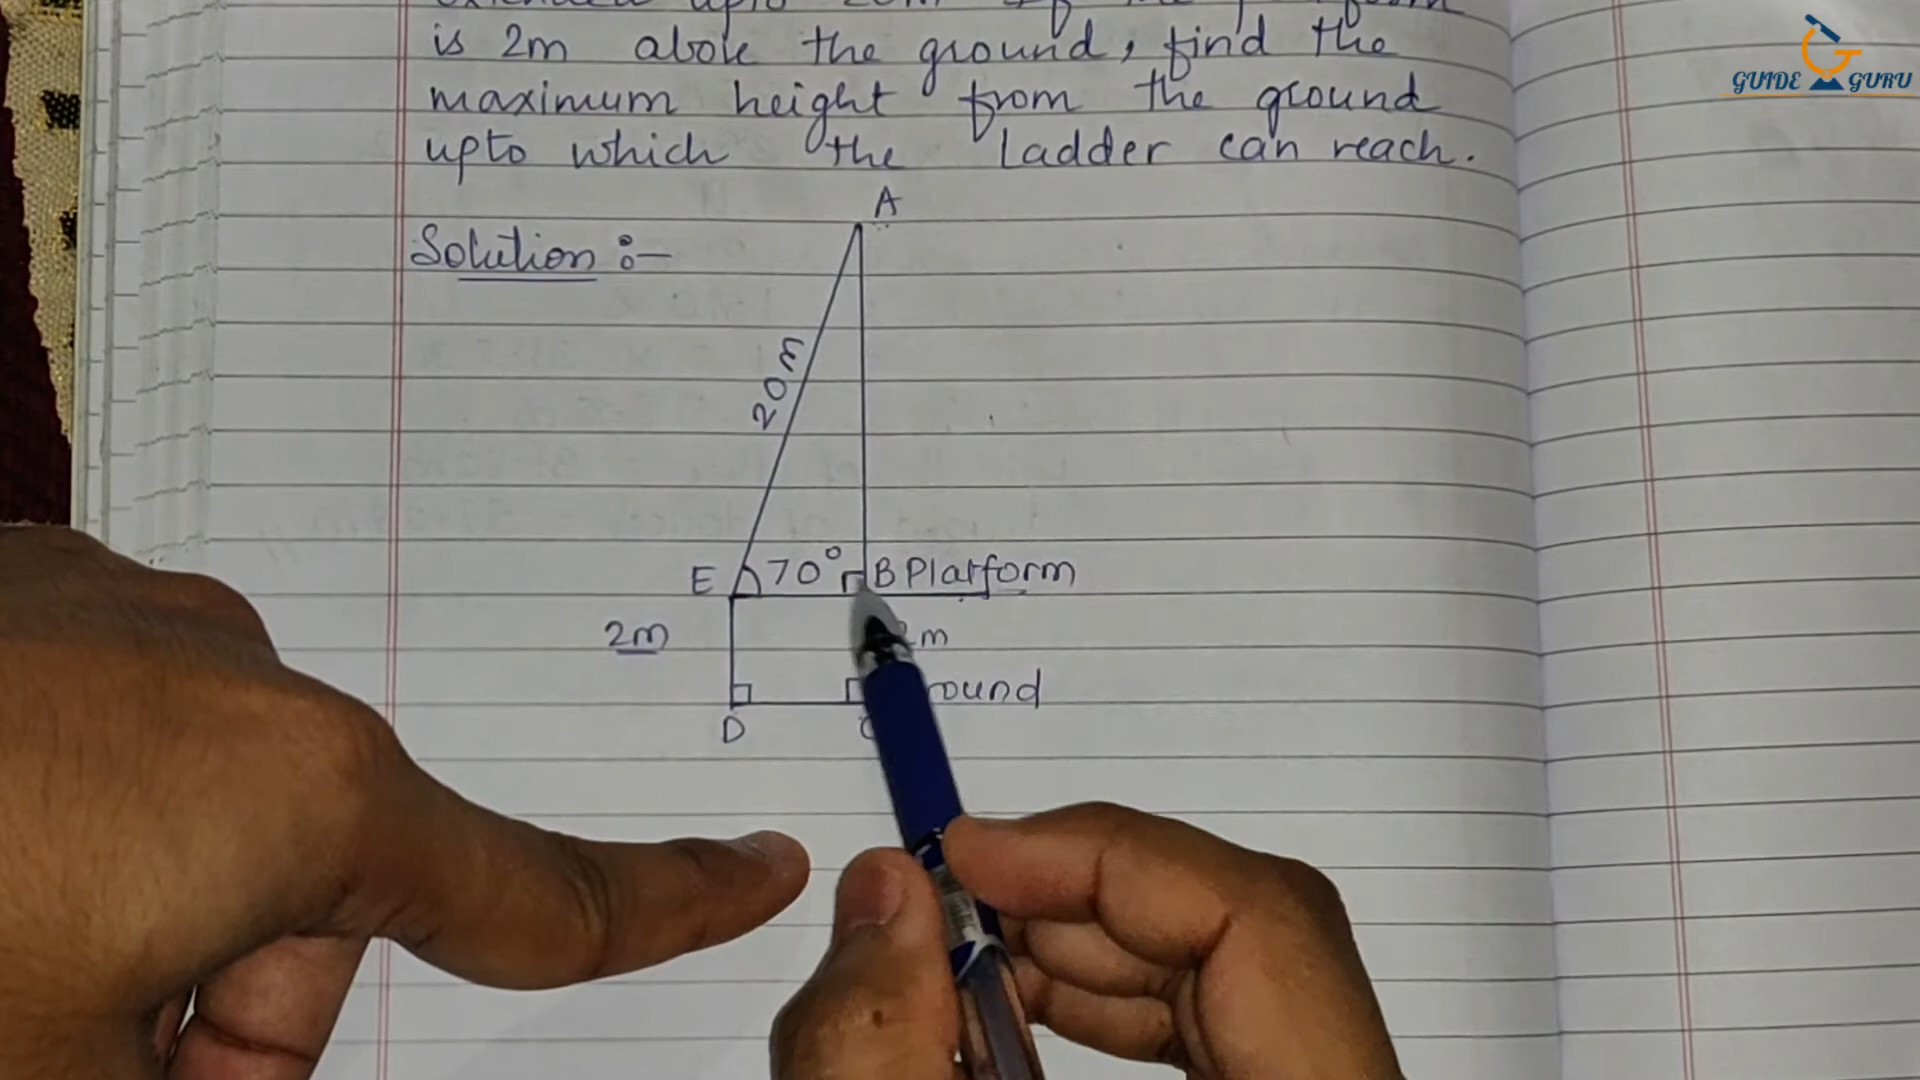 is 2m above the ground, find the
maximum height from the ground
upto which the Ladder can reach.
Solution :-
A
20m
E 70° B Platform
2m 2m
D
GUIDE GURU